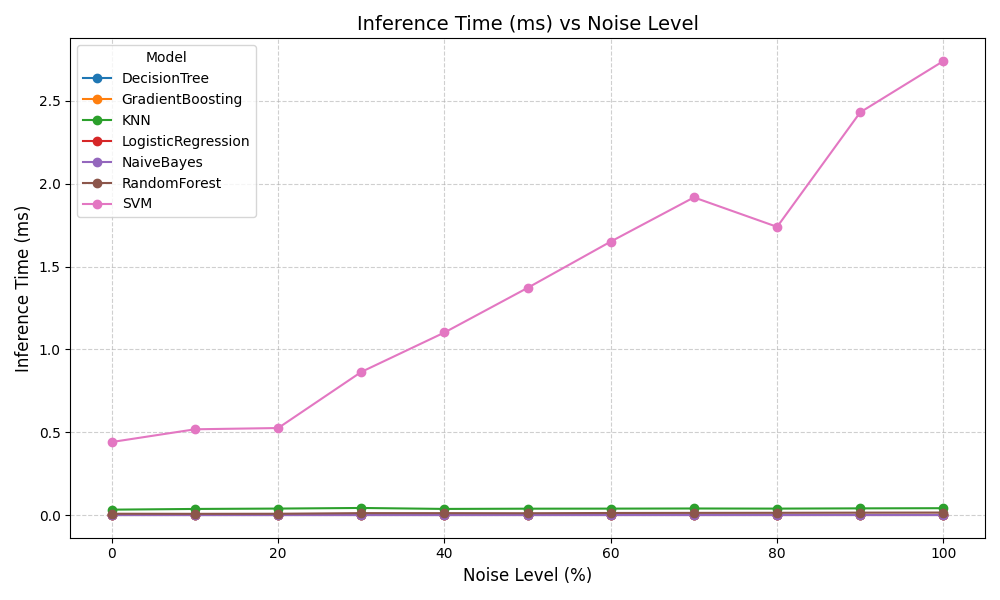 Inference Time (ms) vs Noise Level
Model
DecisionTree
GradientBoosting
KNN
LogisticRegression
NaiveBayes
RandomForest
SVM
Inference Time (ms)
2.5
2.0
1.5
1.0
0.5
0.0
0 20 40 60 80 100
Noise Level (%)